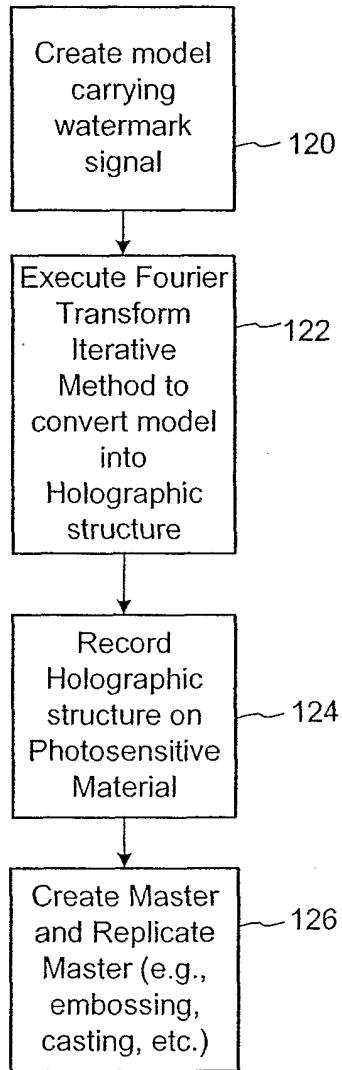 Create model
carrying
watermark
signal
120
Execute Fourier
Transform
Iterative
Method to
convert model
into
Holographic
structure
122
Record
Holographic
structure on
Photosensitive
Material
124
Create Master
and Replicate
Master (e.g.,
embossing,
casting, etc.)
126